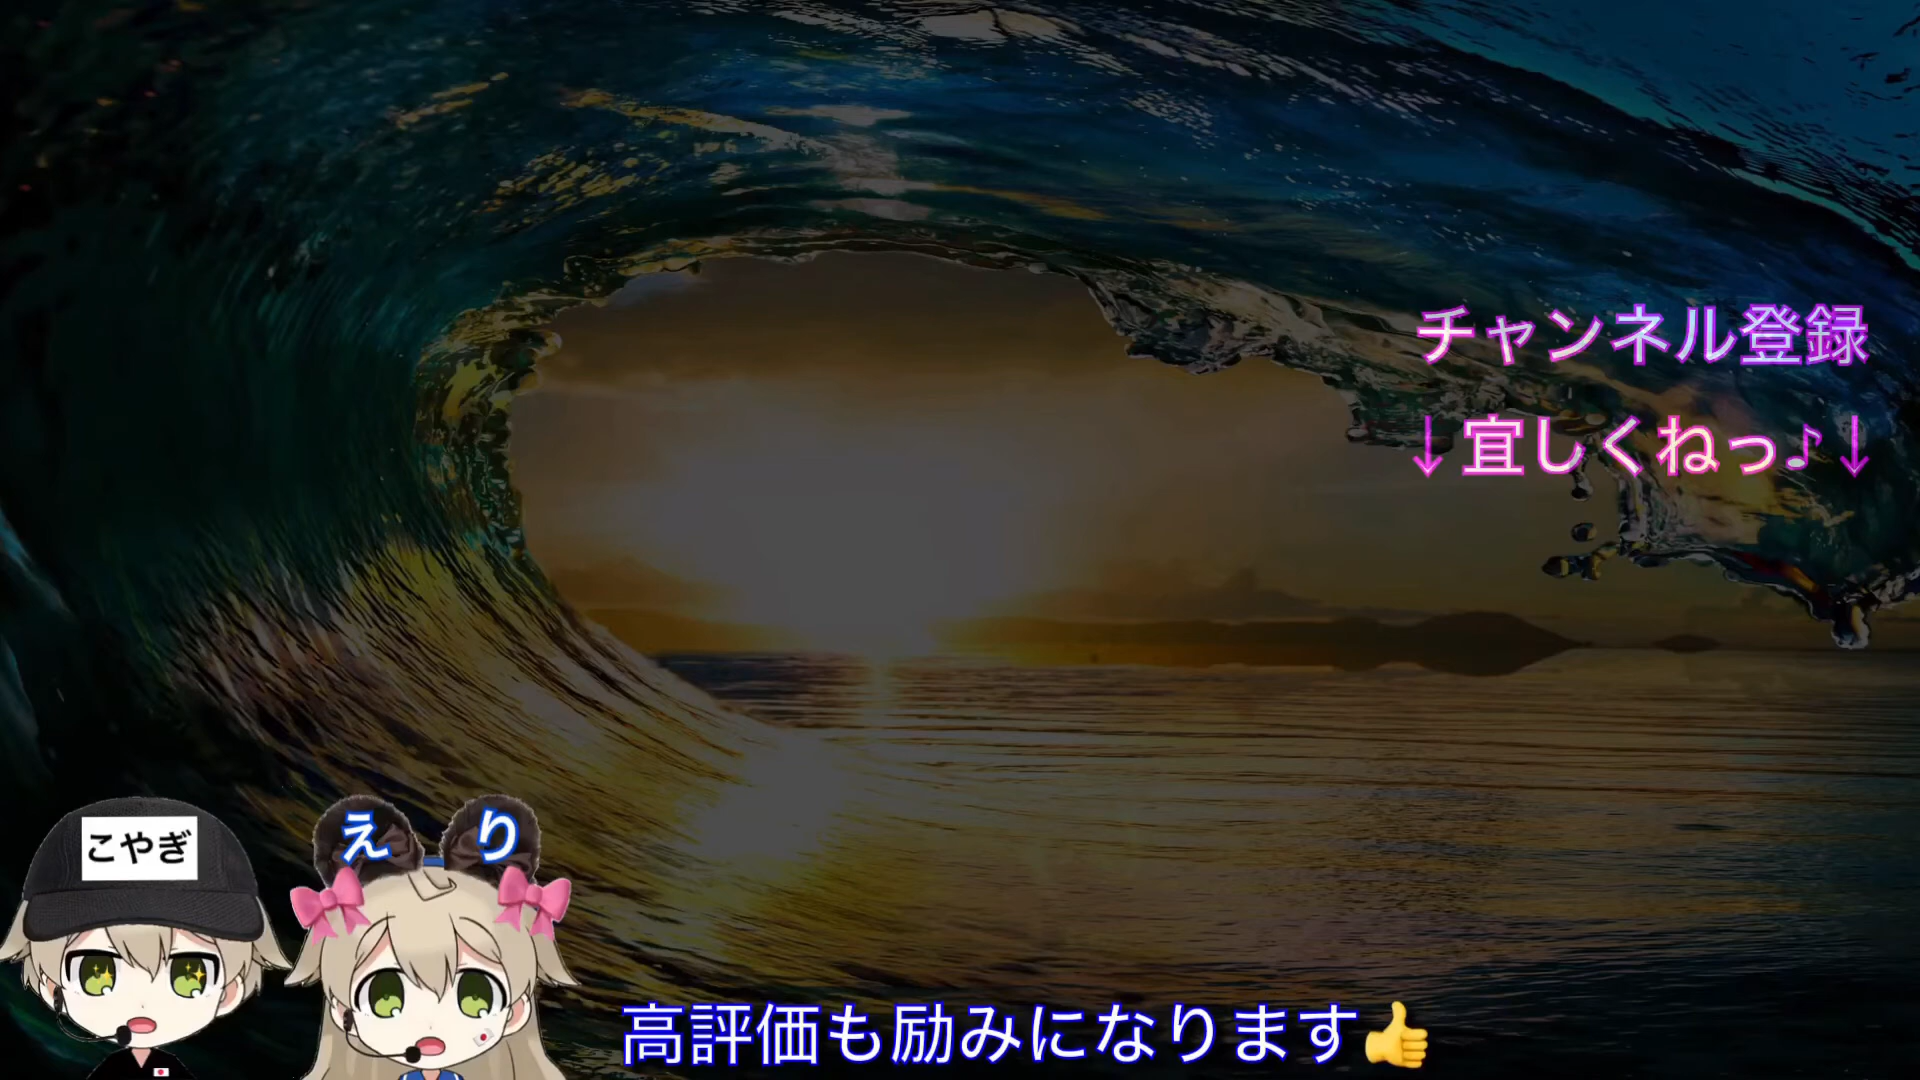 チャンネル登録
↓宜しくねっ♪↓
こやぎ
えり
高評価も励みになります👍